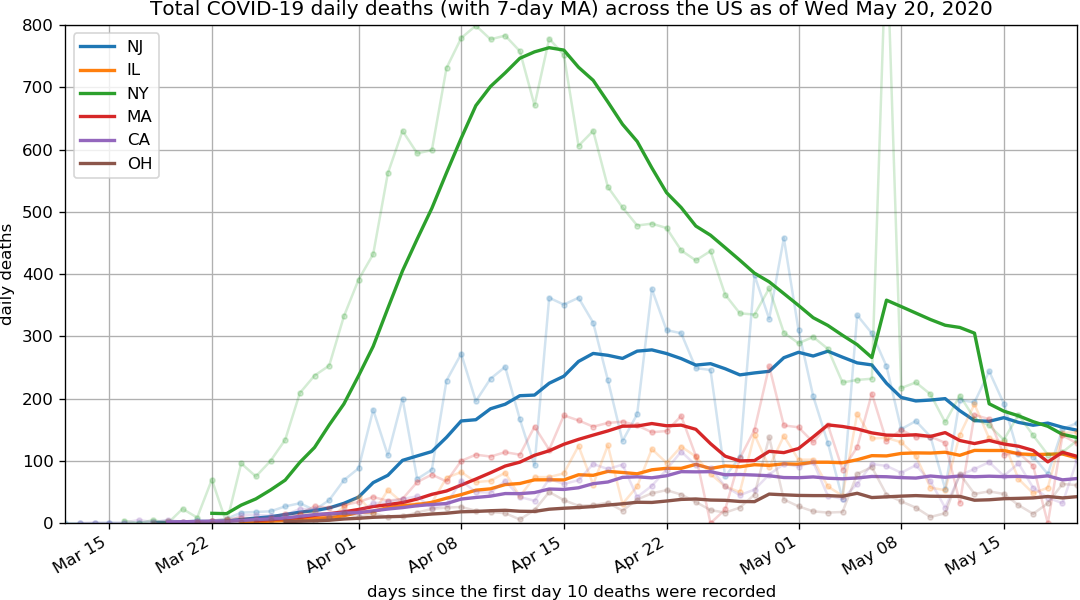 Total COVID-19 daily deaths (with 7-day MA) across the US as of Wed May 20, 2020
800
700
600
500
400
300
200
100
0
daily deaths
NJ
IL
NY
MA
CA
OH
Mar 15
Mar 22
Apr 01
Apr 08
Apr 15
Apr 22
May 01
May 08
May 15
days since the first day 10 deaths were recorded